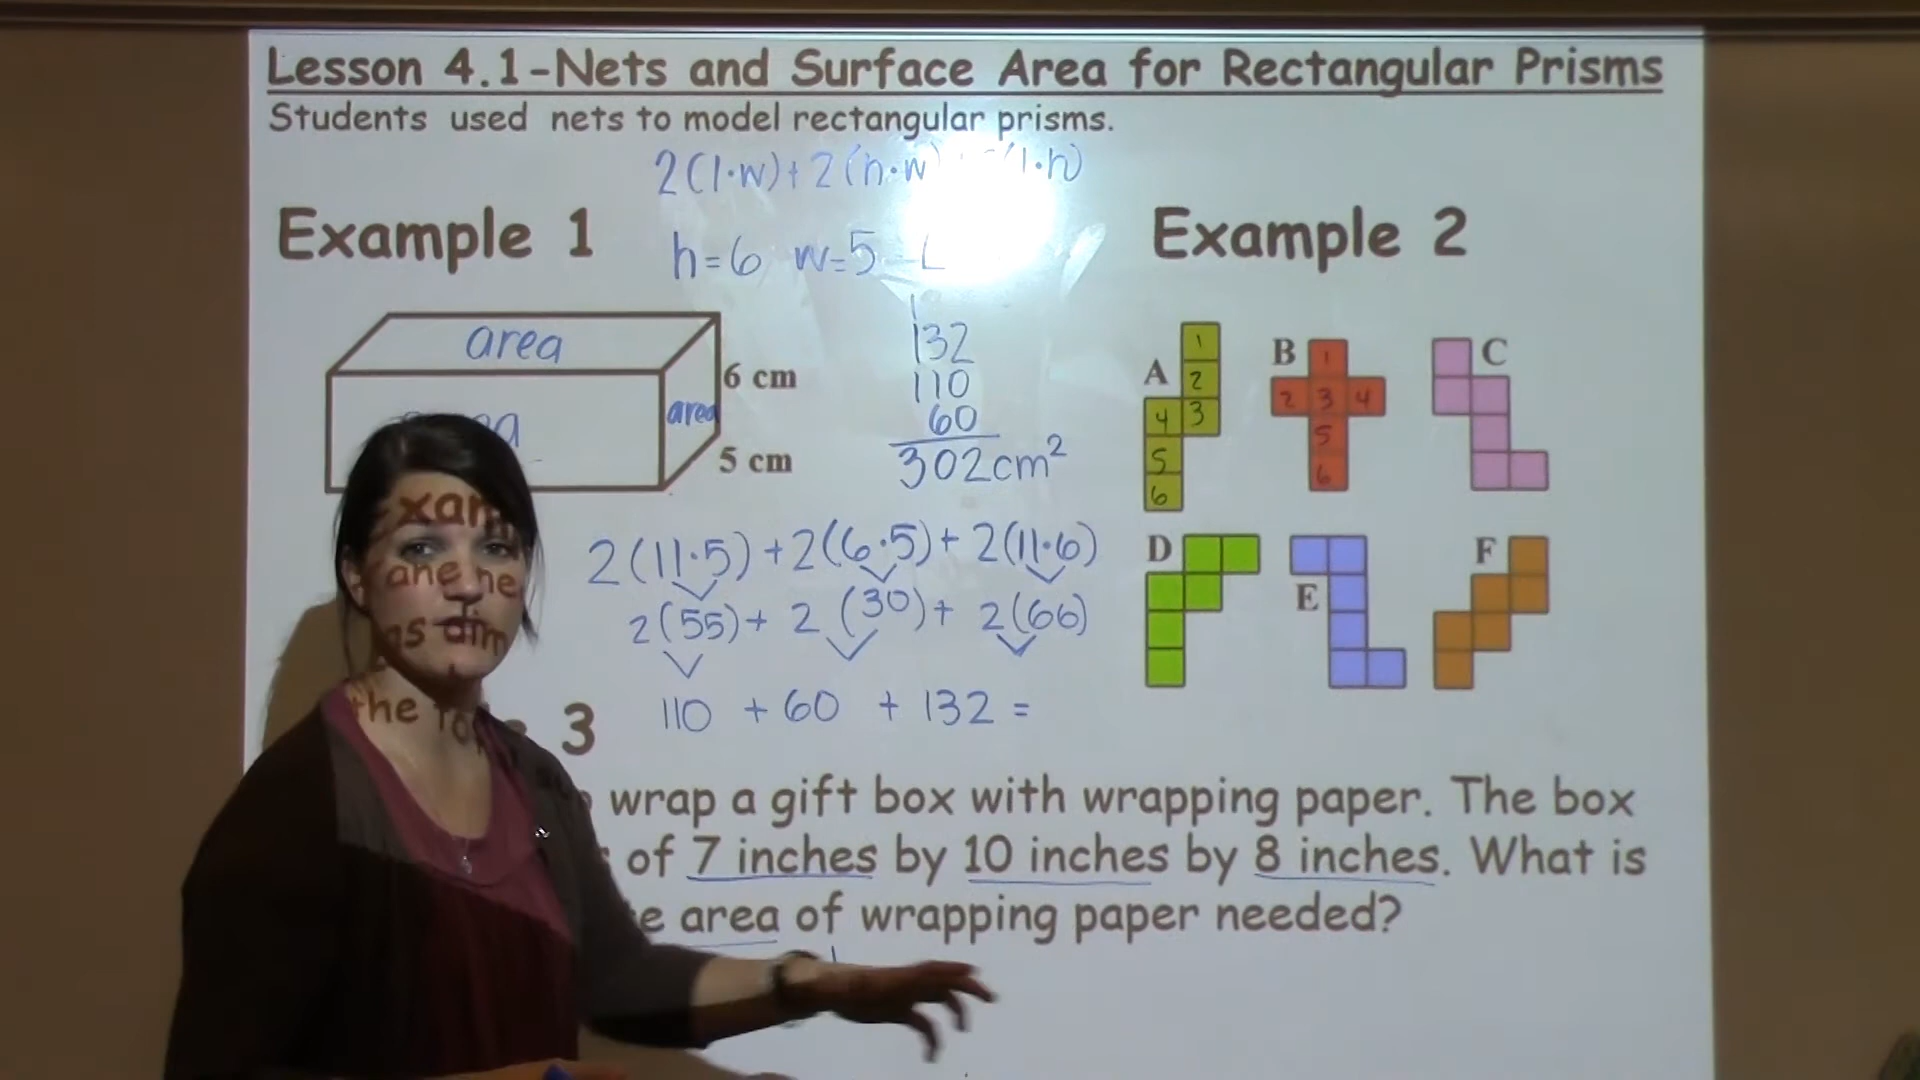 Lesson 4.1-Nets and Surface Area for Rectangular Prisms
Students used nets to model rectangular prisms.
2(l·w)+2(h·w) (l·h)
Example 1
h=6 w=5 L
area
6 cm
area
5 cm
1
132
110
60
302cm²
2(11·5)+2(6·5)+2(11·6)
2(55)+2(30)+2(66)
110 + 60 + 132 =
Example 2
A
1
2
4 3
5
6
B
1
2 3 4
5
6
C
D
E
F
3
wrap a gift box with wrapping paper. The box
of 7 inches by 10 inches by 8 inches. What is
area of wrapping paper needed?